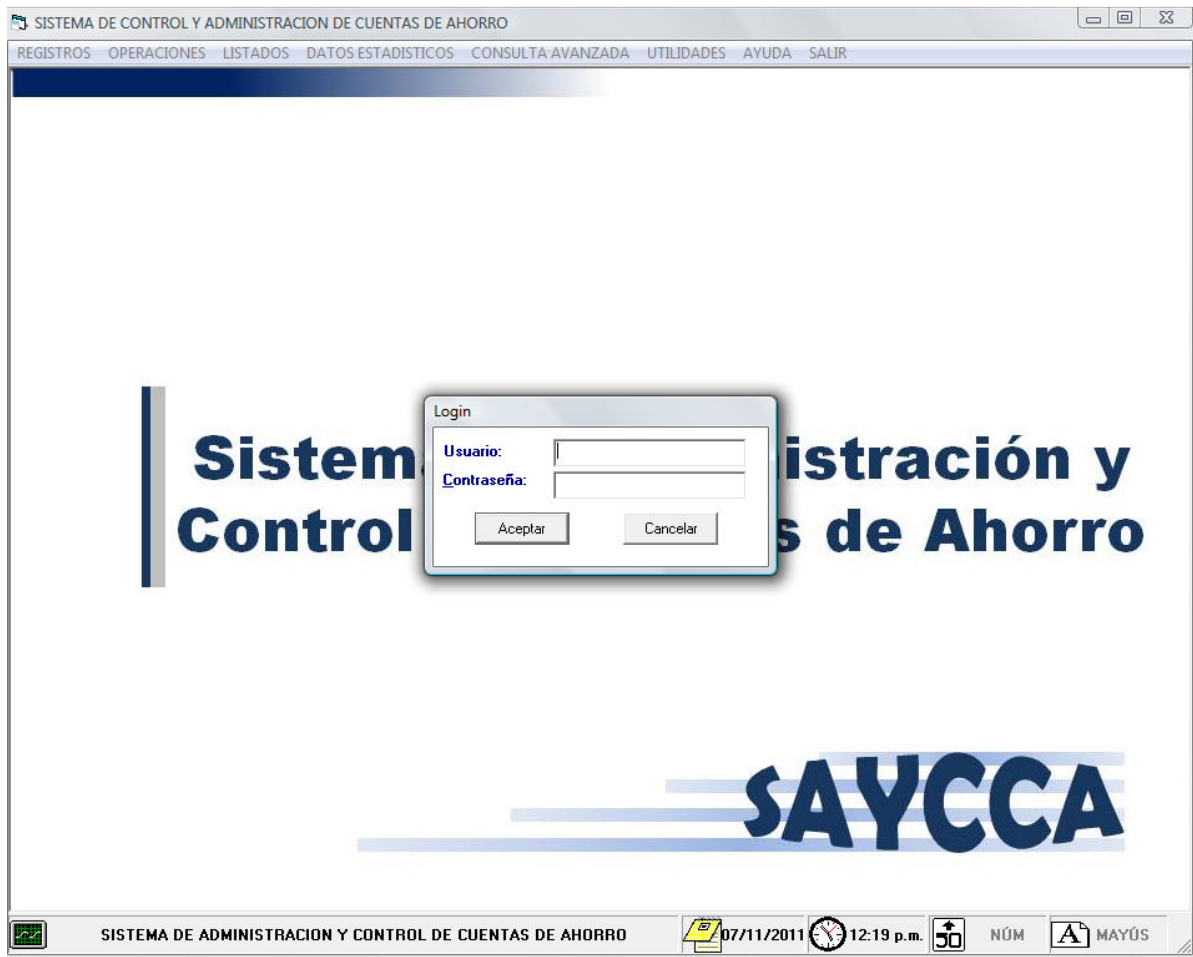 SISTEMA DE CONTROL Y ADMINISTRACION DE CUENTAS DE AHORRO
REGISTROS OPERACIONES LISTADOS DATOS ESTADISTICOS CONSULTA AVANZADA UTILIDADES AYUDA SALIR
Login
Usuario:
Contraseña:
Aceptar Cancelar
Sistem istración y
Control s de Ahorro
SAYCCA
SISTEMA DE ADMINISTRACION Y CONTROL DE CUENTAS DE AHORRO 07/11/2011 12:19 p.m. 50 NÚM A MAYÚS